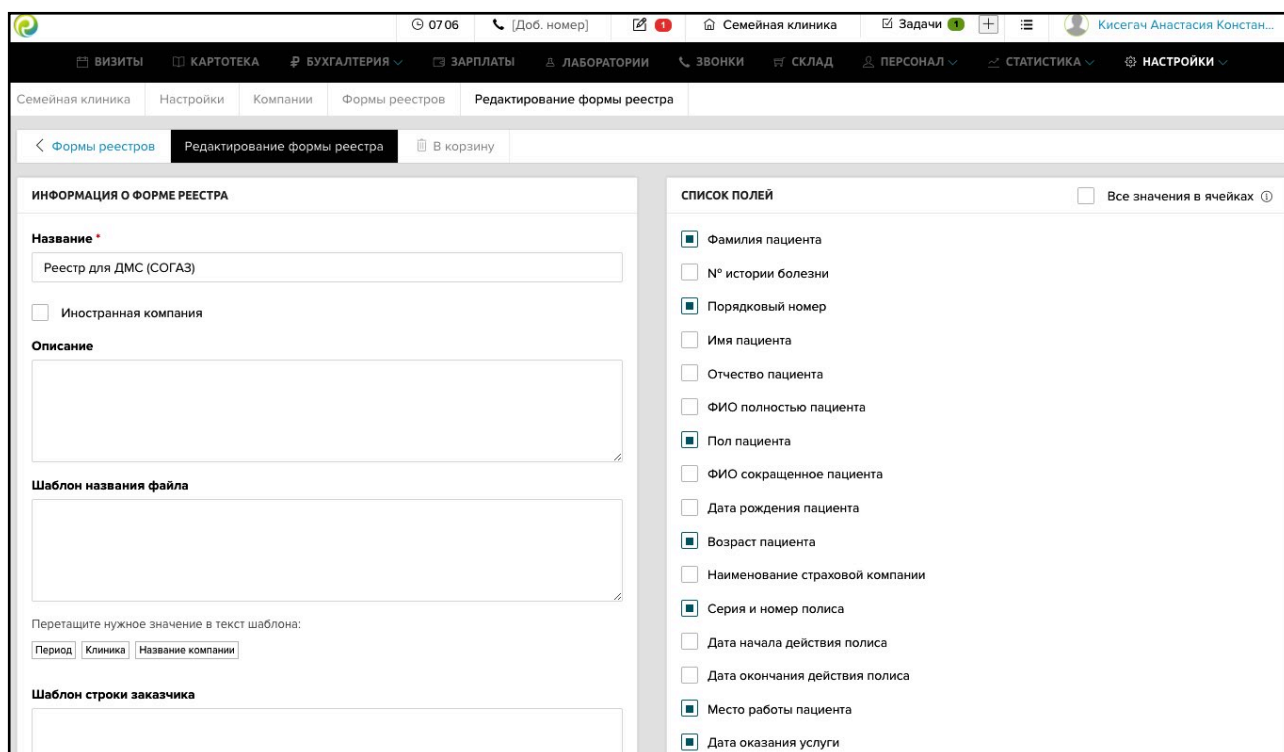 07 06 [Доб. номер] 1 Семейная клиника Задачи 1 Кисегач Анастасия Констан...
ВИЗИТЫ КАРТОТЕКА ₽ БУХГАЛТЕРИЯ ЗАРПЛАТЫ ЛАБОРАТОРИИ ЗВОНКИ СКЛАД ПЕРСОНАЛ СТАТИСТИКА НАСТРОЙКИ
Семейная клиника Настройки Компании Формы реестров Редактирование формы реестра
Формы реестров Редактирование формы реестра В корзину
ИНФОРМАЦИЯ О ФОРМЕ РЕЕСТРА
Название *
Реестр для ДМС (СОГАЗ)
Иностранная компания
Описание
Шаблон названия файла
Перетащите нужное значение в текст шаблона:
Период Клиника Название компании
Шаблон строки заказчика
СПИСОК ПОЛЕЙ Все значения в ячейках
Фамилия пациента
№ истории болезни
Порядковый номер
Имя пациента
Отчество пациента
ФИО полностью пациента
Пол пациента
ФИО сокращенное пациента
Дата рождения пациента
Возраст пациента
Наименование страховой компании
Серия и номер полиса
Дата начала действия полиса
Дата окончания действия полиса
Место работы пациента
Дата оказания услуги